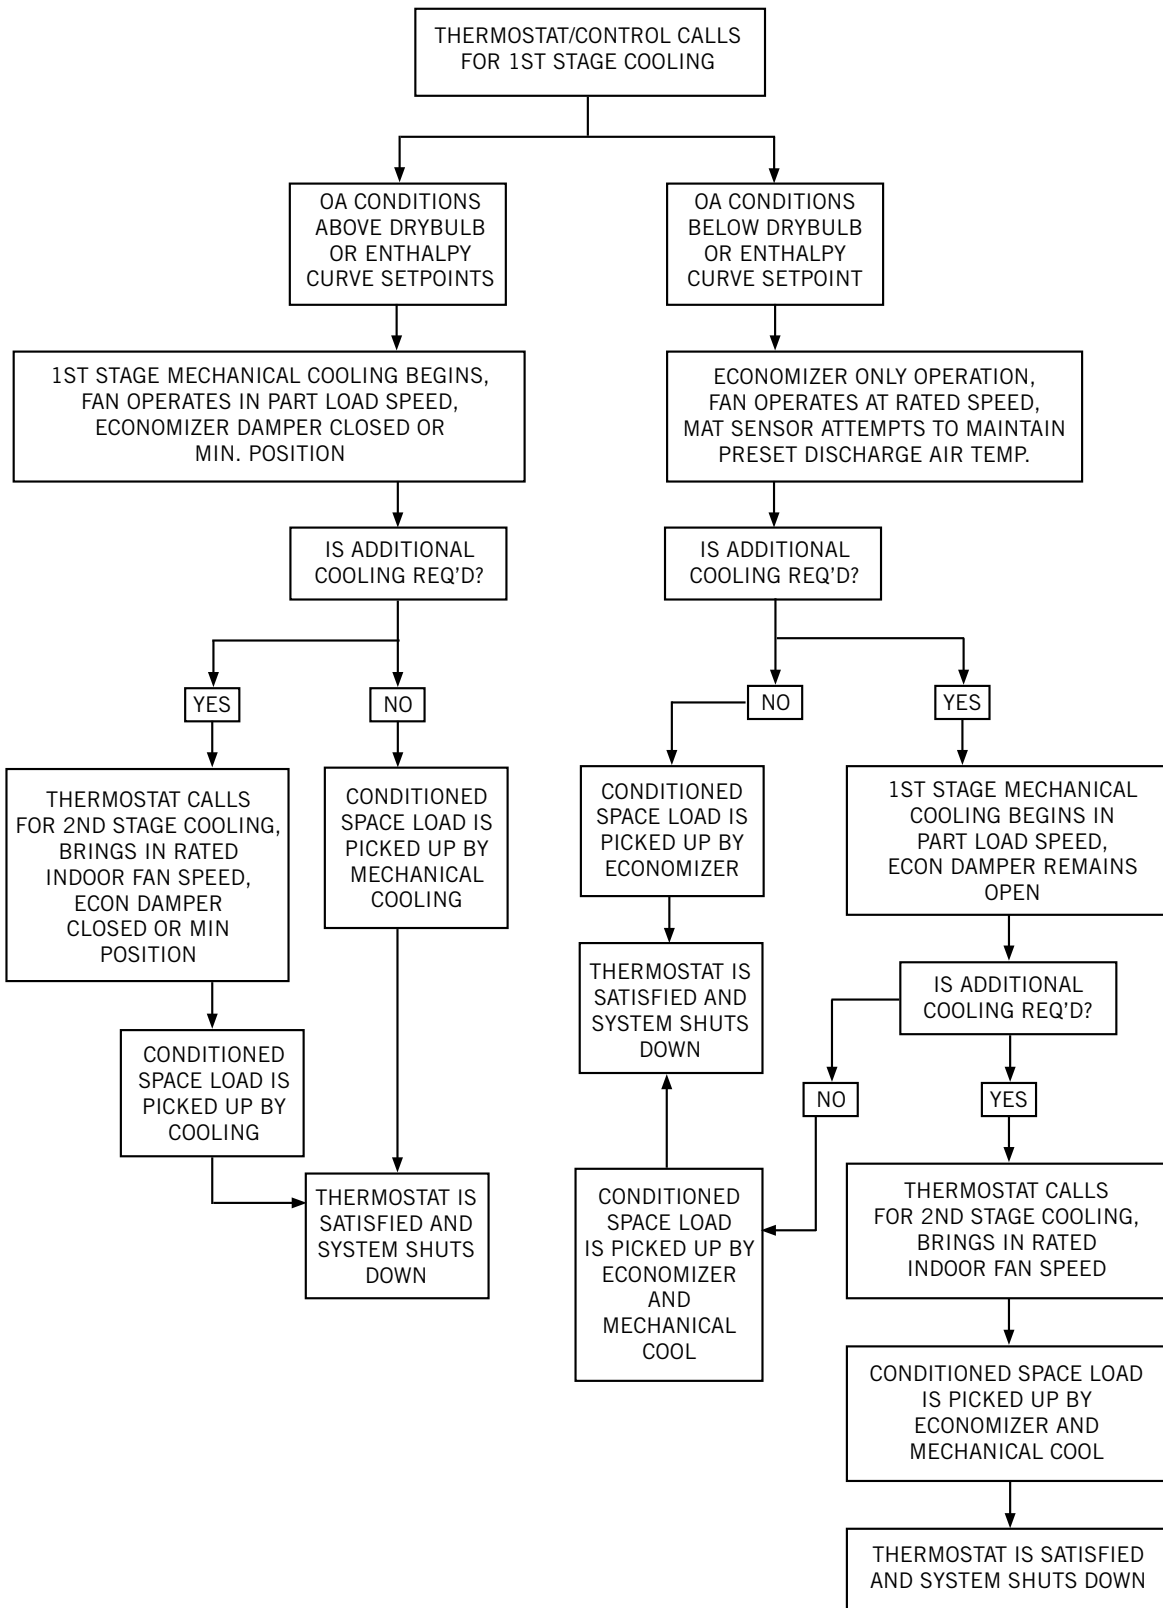 THERMOSTAT/CONTROL CALLS
FOR 1ST STAGE COOLING
OA CONDITIONS
ABOVE DRYBULB
OR ENTHALPY
CURVE SETPOINTS
OA CONDITIONS
BELOW DRYBULB
OR ENTHALPY
CURVE SETPOINT
1ST STAGE MECHANICAL COOLING BEGINS,
FAN OPERATES IN PART LOAD SPEED,
ECONOMIZER DAMPER CLOSED OR
MIN. POSITION
ECONOMIZER ONLY OPERATION,
FAN OPERATES AT RATED SPEED,
MAT SENSOR ATTEMPTS TO MAINTAIN
PRESET DISCHARGE AIR TEMP.
IS ADDITIONAL
COOLING REQ'D?
IS ADDITIONAL
COOLING REQ'D?
YES
NO
NO
YES
THERMOSTAT CALLS
FOR 2ND STAGE COOLING,
BRINGS IN RATED
INDOOR FAN SPEED,
ECON DAMPER
CLOSED OR MIN
POSITION
CONDITIONED
SPACE LOAD IS
PICKED UP BY
MECHANICAL
COOLING
CONDITIONED
SPACE LOAD IS
PICKED UP BY
ECONOMIZER
1ST STAGE MECHANICAL
COOLING BEGINS IN
PART LOAD SPEED,
ECON DAMPER REMAINS
OPEN
THERMOSTAT IS
SATISFIED AND
SYSTEM SHUTS
DOWN
IS ADDITIONAL
COOLING REQ'D?
CONDITIONED
SPACE LOAD IS
PICKED UP BY
COOLING
NO
YES
THERMOSTAT IS
SATISFIED AND
SYSTEM SHUTS
DOWN
CONDITIONED
SPACE LOAD
IS PICKED UP BY
ECONOMIZER
AND
MECHANICAL
COOL
THERMOSTAT CALLS
FOR 2ND STAGE COOLING,
BRINGS IN RATED
INDOOR FAN SPEED
CONDITIONED SPACE LOAD
IS PICKED UP BY
ECONOMIZER AND
MECHANICAL COOL
THERMOSTAT IS SATISFIED
AND SYSTEM SHUTS DOWN